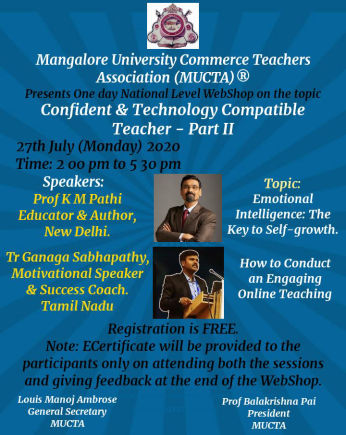 Mangalore University Commerce Teachers
Association (MUCTA)®
Presents One day National Level WebShop on the topic
Confident & Technology Compatible
Teacher - Part II
27th July (Monday) 2020
Time: 2 00 pm to 5 30 pm
Speakers:
Prof K M Pathi
Educator & Author,
New Delhi.
Topic:
Emotional
Intelligence: The
Key to Self-growth.
Tr Ganaga Sabhapathy,
Motivational Speaker
& Success Coach.
Tamil Nadu
How to Conduct
an Engaging
Online Teaching
Registration is FREE.
Note: ECertificate will be provided to the
participants only on attending both the sessions
and giving feedback at the end of the WebShop.
Louis Manoj Ambrose
General Secretary
MUCTA
Prof Balakrishna Pai
President
MUCTA